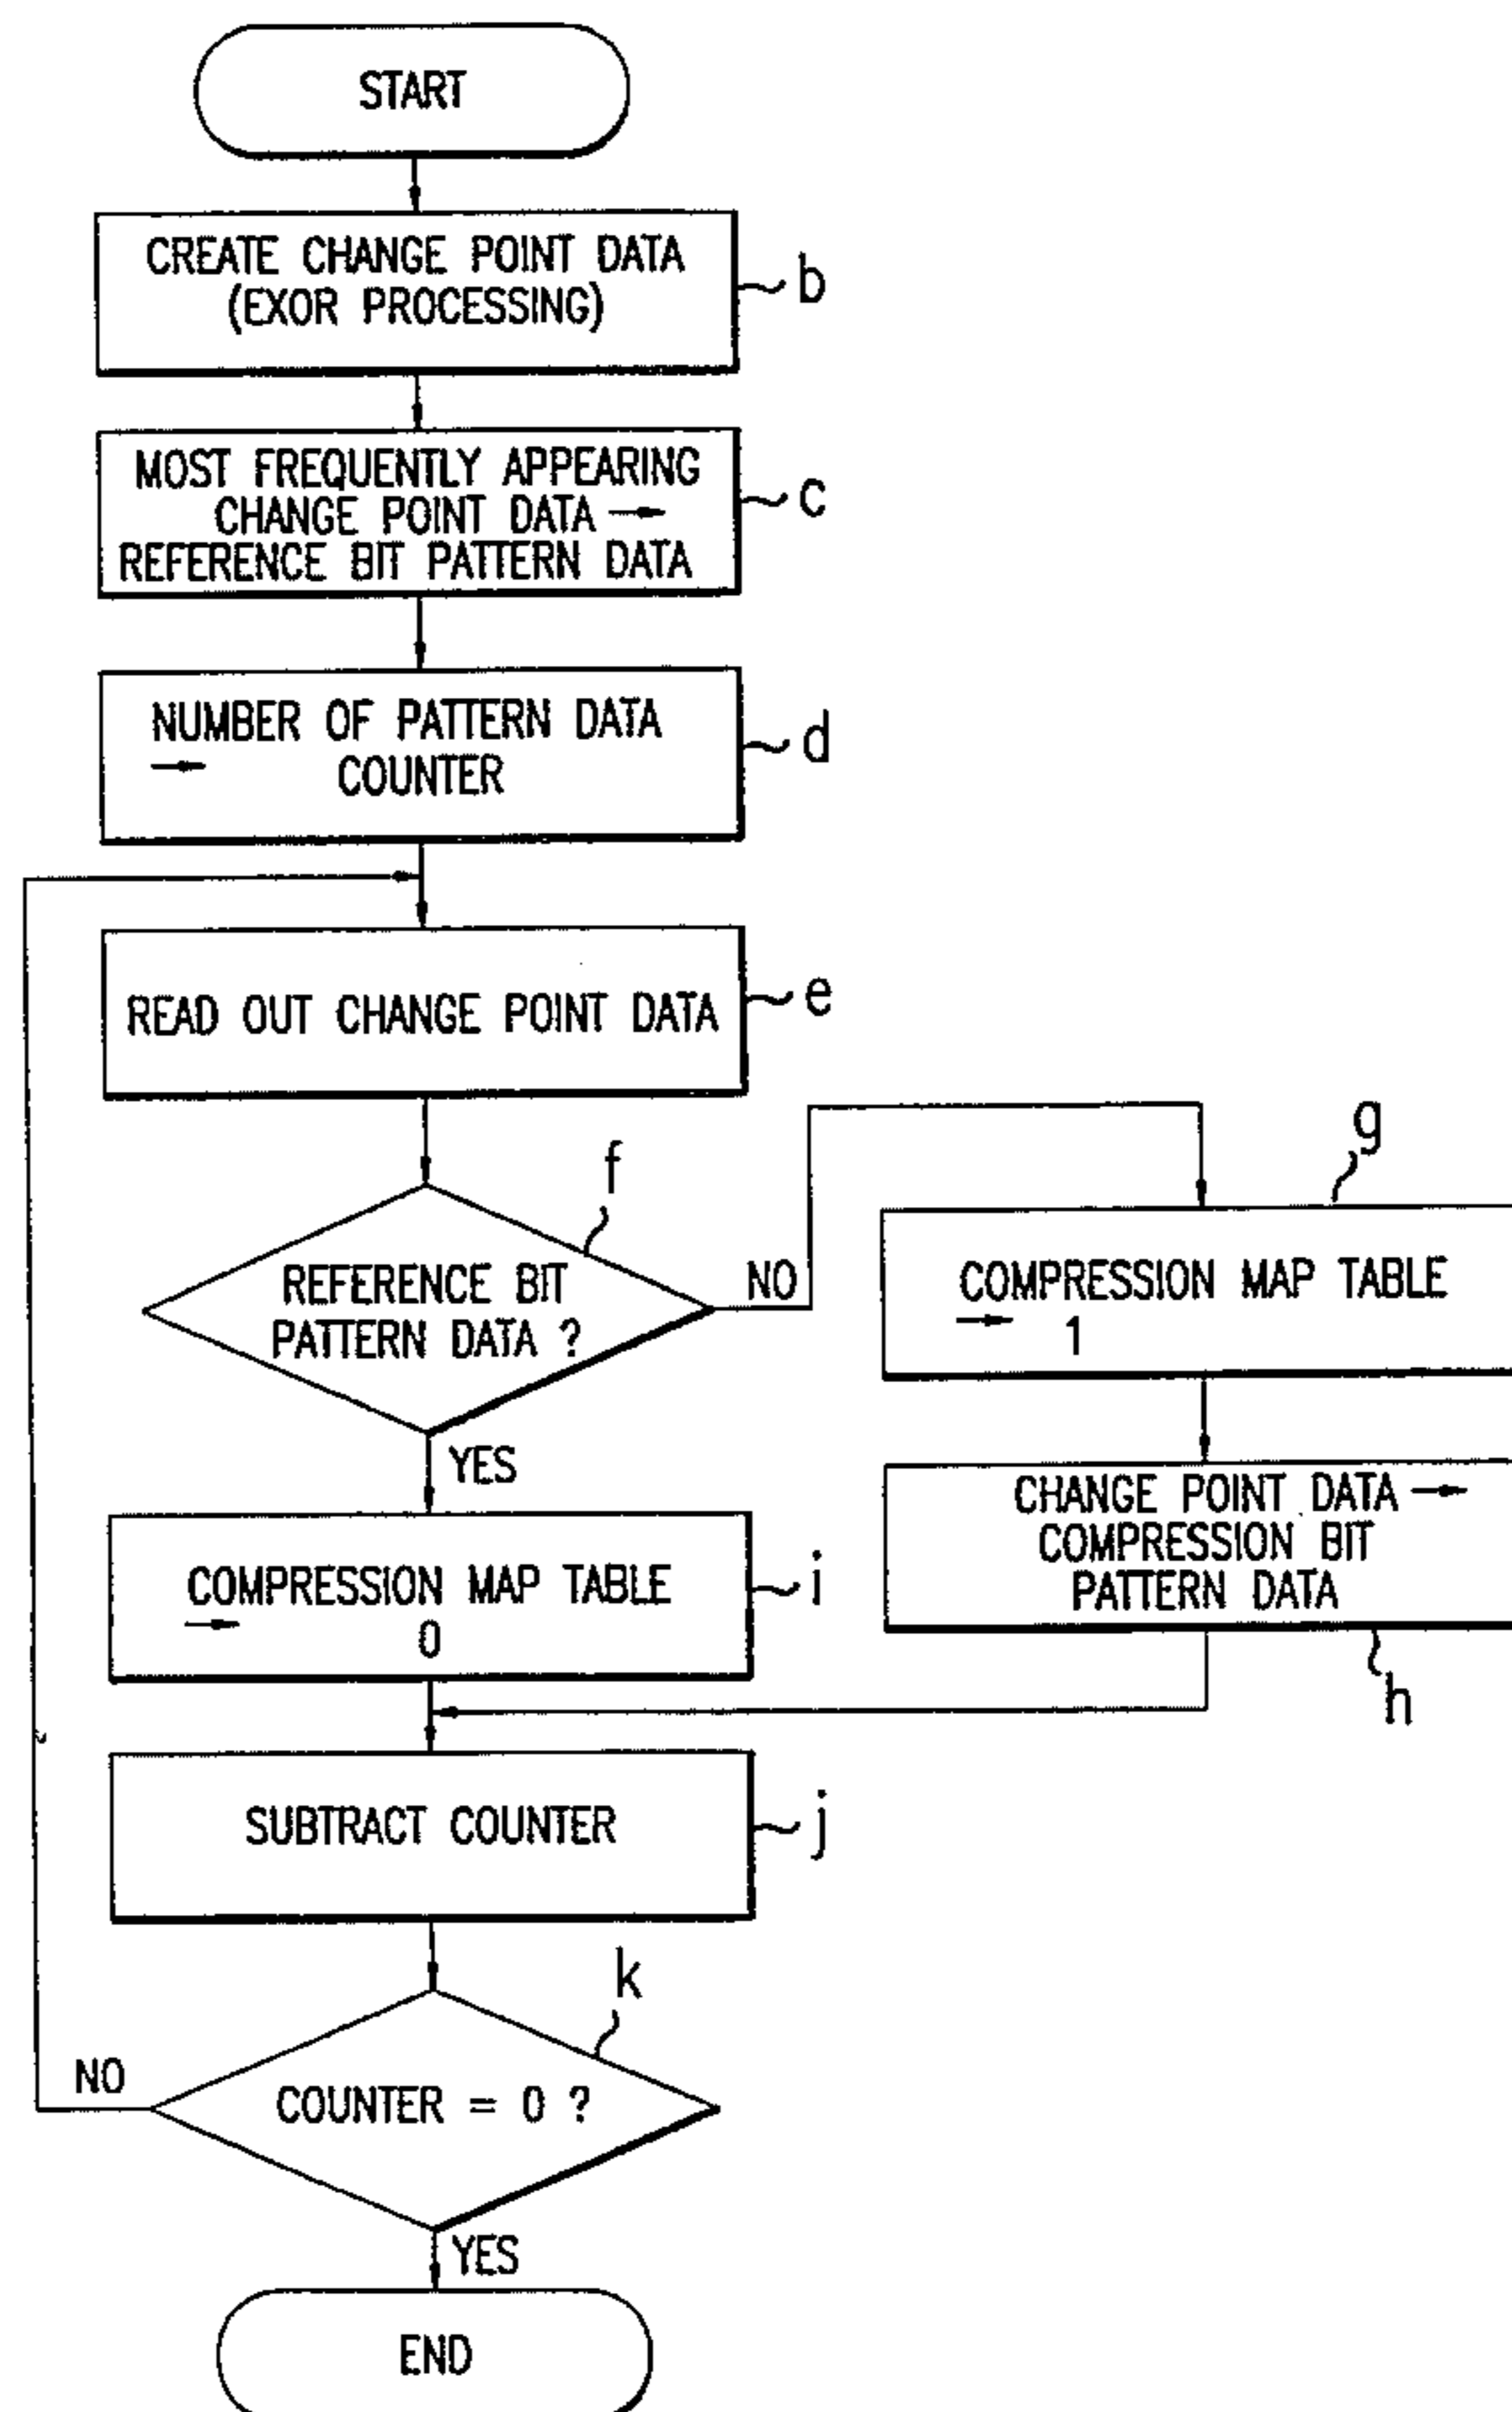 START
CREATE CHANGE POINT DATA
(EXOR PROCESSING)
b
MOST FREQUENTLY APPEARING
CHANGE POINT DATA →
REFERENCE BIT PATTERN DATA
c
NUMBER OF PATTERN DATA
→ COUNTER
d
READ OUT CHANGE POINT DATA
e
f
REFERENCE BIT
PATTERN DATA ?
NO
YES
g
COMPRESSION MAP TABLE
→ 1
CHANGE POINT DATA →
COMPRESSION BIT
PATTERN DATA
h
COMPRESSION MAP TABLE
→ 0
i
SUBTRACT COUNTER
j
k
COUNTER = 0 ?
NO
YES
END